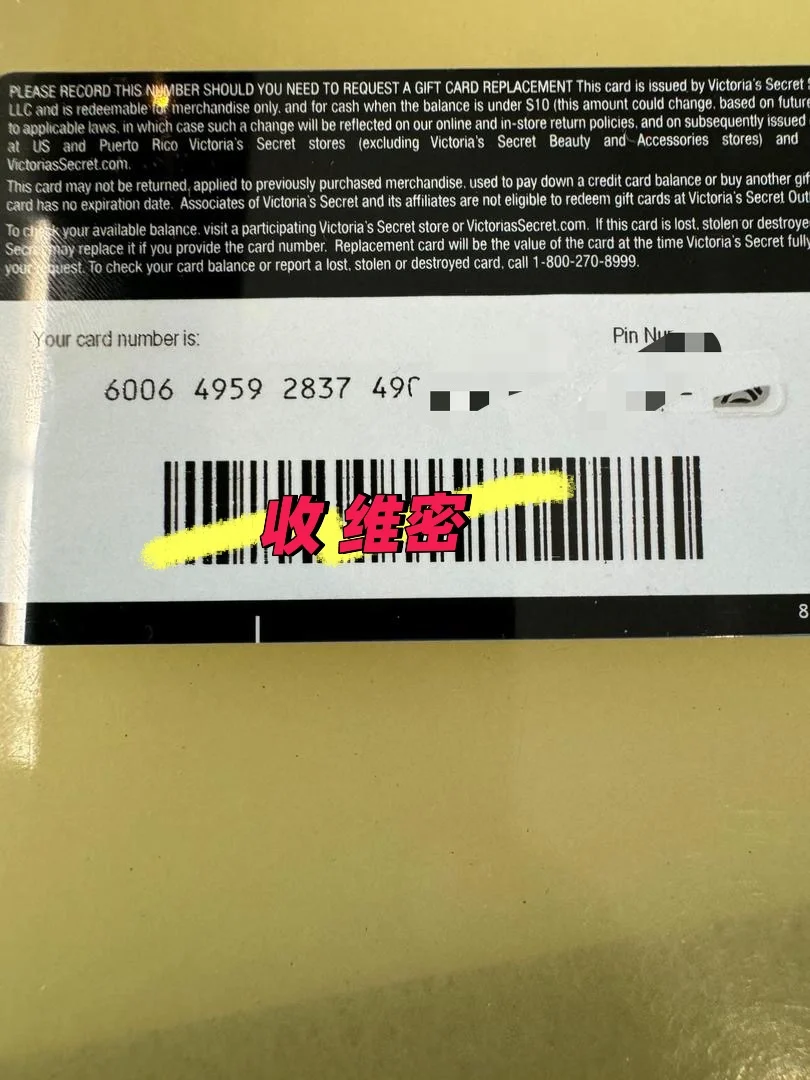 PLEASE RECORD THIS NUMBER SHOULD YOU NEED TO REQUEST A GIFT CARD REPLACEMENT This card is issued by Victoria's Secret
LLC and is redeemable for merchandise only, and for cash when the balance is under $10 (this amount could change, based on futur
to applicable laws, in which case such a change will be reflected on our online and in-store return policies, and on subsequently issued
at US and Puerto Rico Victoria's Secret stores (excluding Victoria's Secret Beauty and Accessories stores) and
VictoriasSecret.com.
This card may not be returned, applied to previously purchased merchandise, used to pay down a credit card balance or buy another gif
card has no expiration date. Associates of Victoria's Secret and its affiliates are not eligible to redeem gift cards at Victoria's Secret Out
To check your available balance, visit a participating Victoria's Secret store or VictoriasSecret.com. If this card is lost, stolen or destroye
Secr may replace it if you provide the card number. Replacement card will be the value of the card at the time Victoria's Secret fully
your request. To check your card balance or report a lost, stolen or destroyed card, call 1-800-270-8999.
Your card number is:
Pin Nu
6006 4959 2837 49
收 维密
8